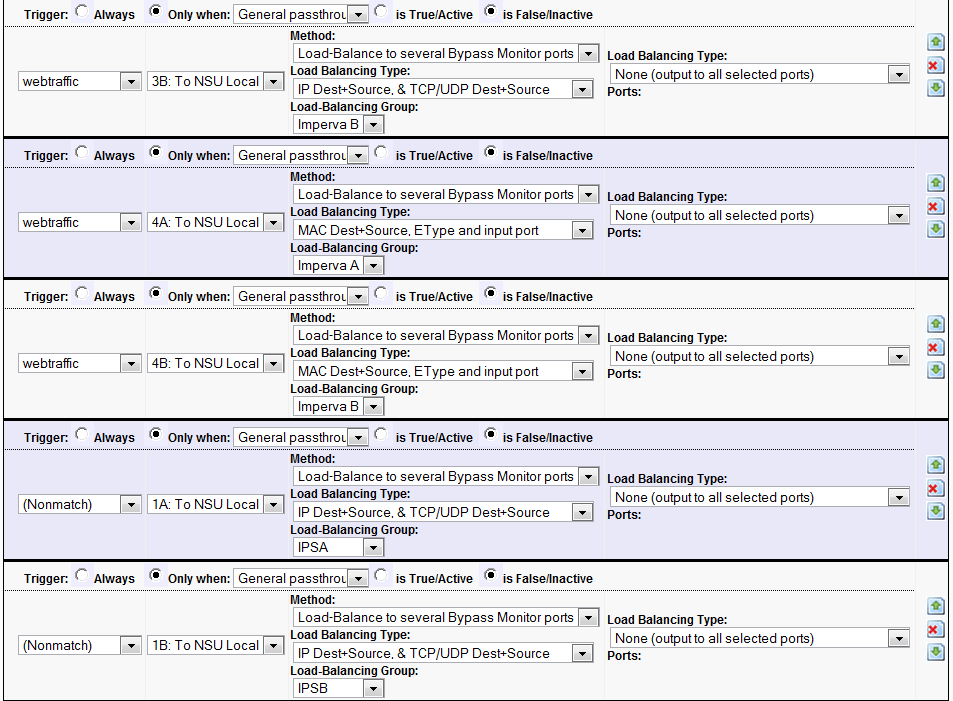 Trigger: Always Only when: General passthrou is True/Active is False/Inactive
Method:
Load-Balance to several Bypass Monitor ports
Load Balancing Type:
webtraffic 3B: To NSU Local
Load Balancing Type:
None (output to all selected ports)
IP Dest+Source, & TCP/UDP Dest+Source
Ports:
Load-Balancing Group:
Imperva B
Trigger: Always Only when: General passthrou is True/Active is False/Inactive
Method:
Load-Balance to several Bypass Monitor ports
Load Balancing Type:
webtraffic 4A: To NSU Local
Load Balancing Type:
None (output to all selected ports)
MAC Dest+Source, EType and input port
Ports:
Load-Balancing Group:
Imperva A
Trigger: Always Only when: General passthrou is True/Active is False/Inactive
Method:
Load-Balance to several Bypass Monitor ports
Load Balancing Type:
webtraffic 4B: To NSU Local
Load Balancing Type:
None (output to all selected ports)
MAC Dest+Source, EType and input port
Ports:
Load-Balancing Group:
Imperva B
Trigger: Always Only when: General passthrou is True/Active is False/Inactive
Method:
Load-Balance to several Bypass Monitor ports
Load Balancing Type:
(Nonmatch) 1A: To NSU Local
Load Balancing Type:
None (output to all selected ports)
IP Dest+Source, & TCP/UDP Dest+Source
Ports:
Load-Balancing Group:
IPSA
Trigger: Always Only when: General passthrou is True/Active is False/Inactive
Method:
Load-Balance to several Bypass Monitor ports
Load Balancing Type:
(Nonmatch) 1B: To NSU Local
Load Balancing Type:
None (output to all selected ports)
IP Dest+Source, & TCP/UDP Dest+Source
Ports:
Load-Balancing Group:
IPSB